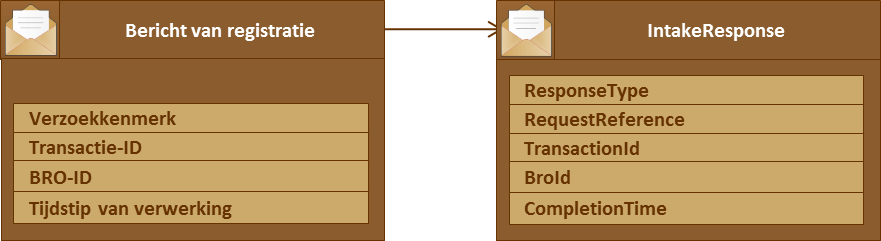 Bericht van registratie
Verzoekkenmerk
Transactie-ID
BRO-ID
Tijdstip van verwerking
IntakeResponse
ResponseType
RequestReference
TransactionId
BroId
CompletionTime